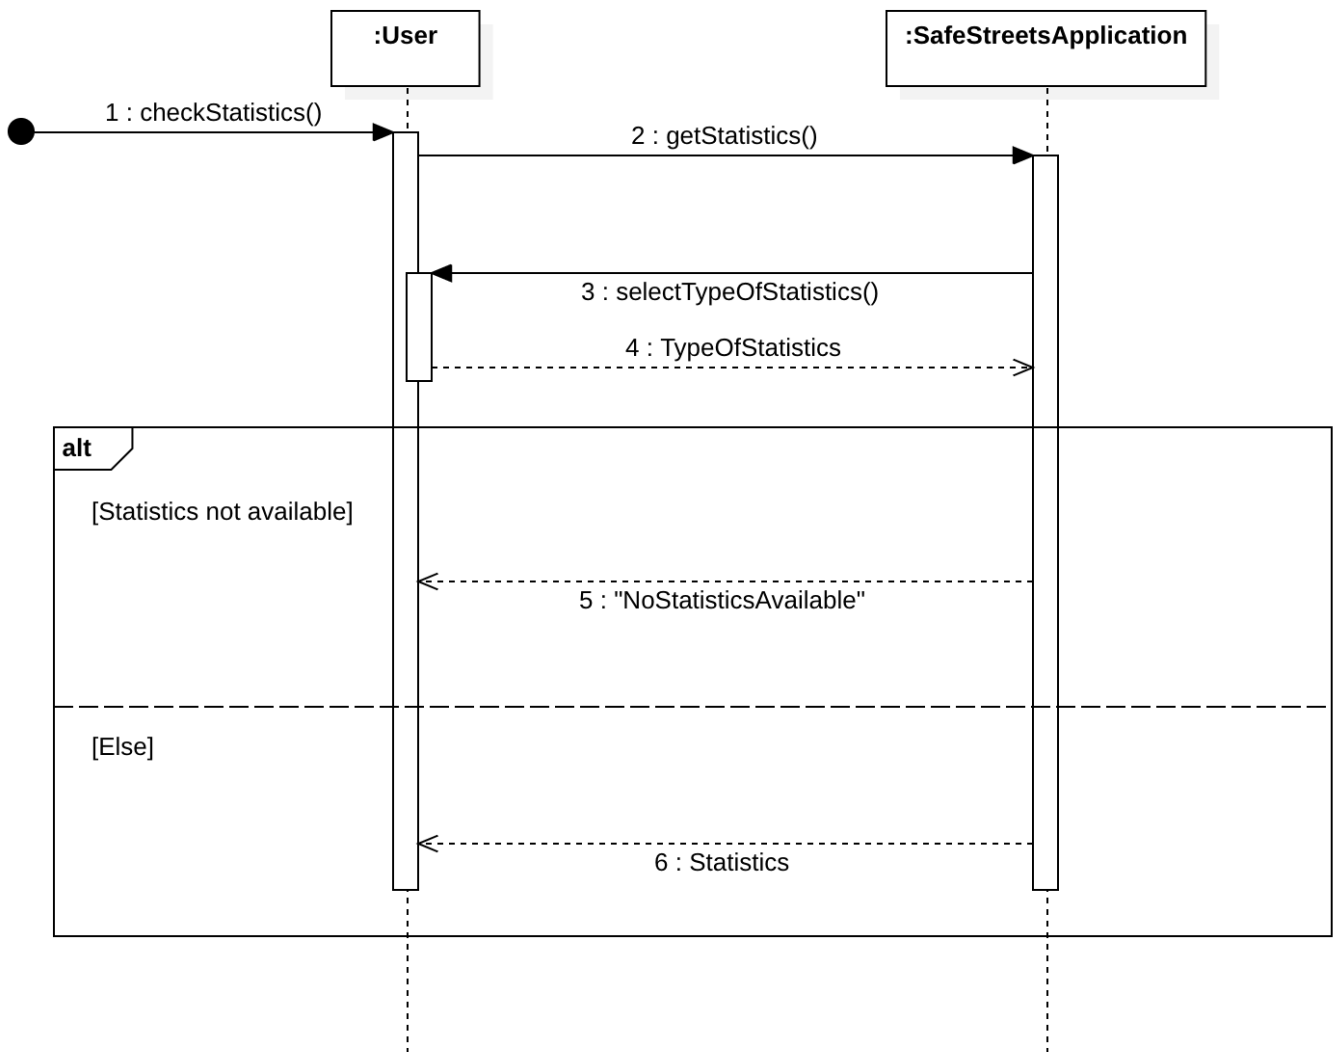 :User
:SafeStreetsApplication
1 : checkStatistics()
2 : getStatistics()
3 : selectTypeOfStatistics()
4 : TypeOfStatistics
alt
[Statistics not available]
5 : "NoStatisticsAvailable"
[Else]
6 : Statistics